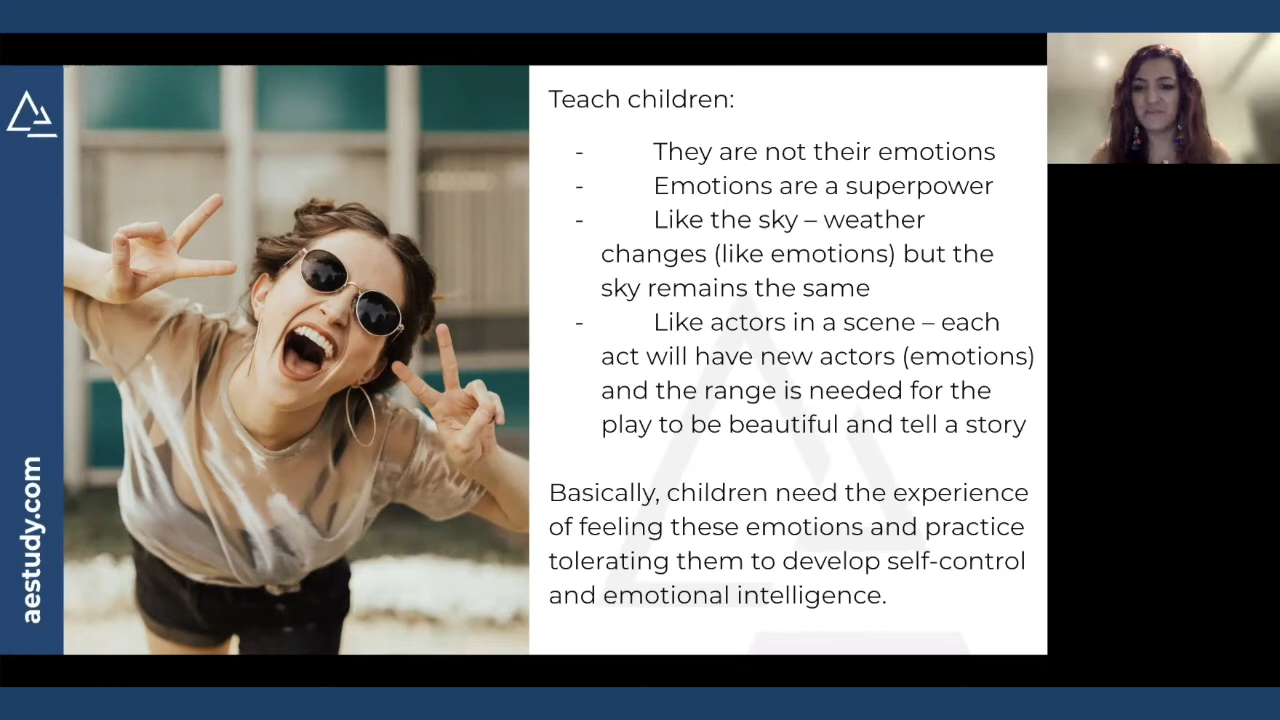 Teach children:
- They are not their emotions
- Emotions are a superpower
- Like the sky – weather
changes (like emotions) but the
sky remains the same
- Like actors in a scene – each
act will have new actors (emotions)
and the range is needed for the
play to be beautiful and tell a story
Basically, children need the experience
of feeling these emotions and practice
tolerating them to develop self-control
and emotional intelligence.
aestudy.com